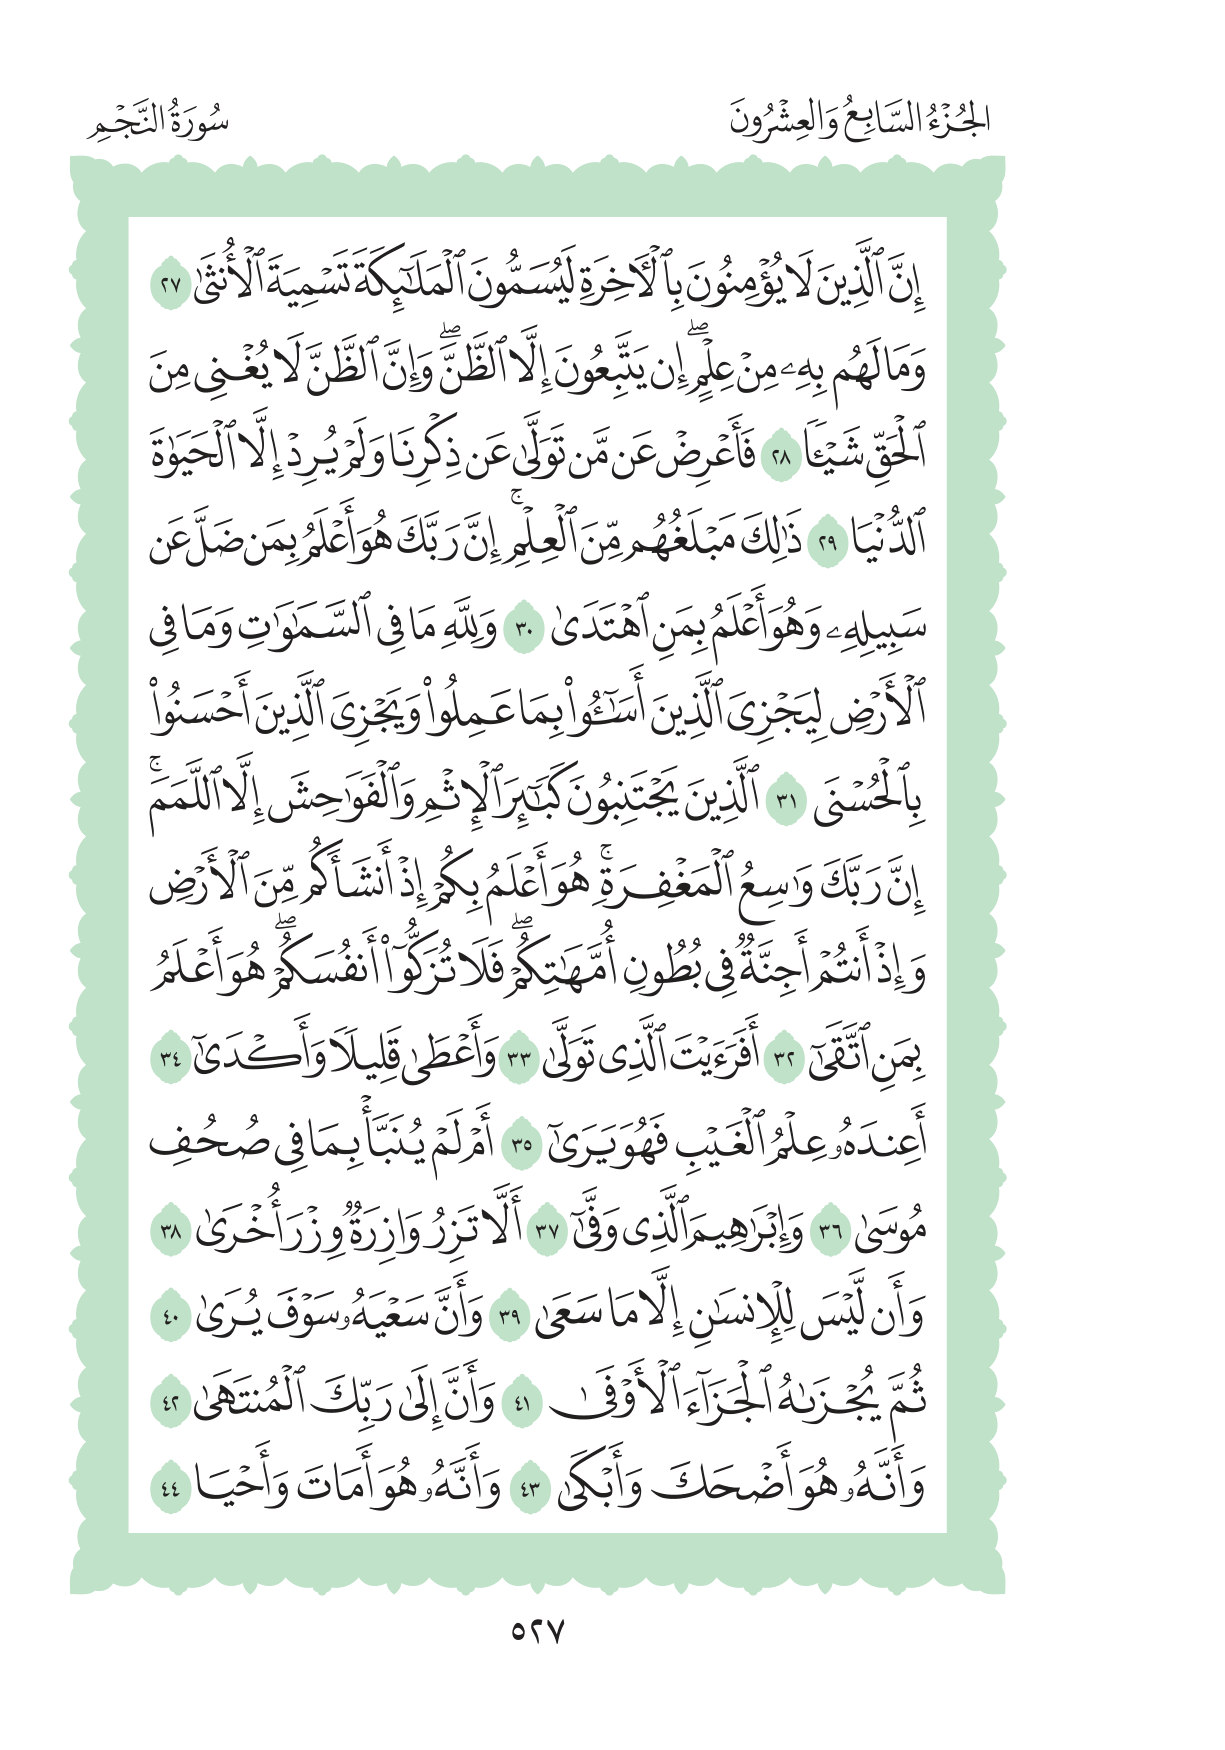 الجُزْءُ السَّابِعُ وَالعِشْرُونَ
سُورَةُ النَّجْمِ
إِنَّ ٱلَّذِينَ لَا يُؤْمِنُونَ بِٱلْأٓخِرَةِ لَيُسَمُّونَ ٱلْمَلَٰٓئِكَةَ تَسْمِيَةَ ٱلْأُنثَىٰ ٢٧
وَمَا لَهُم بِهِۦ مِنْ عِلْمٍۖ إِن يَتَّبِعُونَ إِلَّا ٱلظَّنَّۖ وَإِنَّ ٱلظَّنَّ لَا يُغْنِى مِنَ
ٱلْحَقِّ شَيْـًٔا ٢٨ فَأَعْرِضْ عَن مَّن تَوَلَّىٰ عَن ذِكْرِنَا وَلَمْ يُرِدْ إِلَّا ٱلْحَيَوٰةَ
ٱلدُّنْيَا ٢٩ ذَٰلِكَ مَبْلَغُهُم مِّنَ ٱلْعِلْمِۚ إِنَّ رَبَّكَ هُوَ أَعْلَمُ بِمَن ضَلَّ عَن
سَبِيلِهِۦ وَهُوَ أَعْلَمُ بِمَنِ ٱهْتَدَىٰ ٣٠ وَلِلَّهِ مَا فِى ٱلسَّمَٰوَٰتِ وَمَا فِى
ٱلْأَرْضِ لِيَجْزِىَ ٱلَّذِينَ أَسَٰٓـُٔوا۟ بِمَا عَمِلُوا۟ وَيَجْزِىَ ٱلَّذِينَ أَحْسَنُوا۟
بِٱلْحُسْنَى ٣١ ٱلَّذِينَ يَجْتَنِبُونَ كَبَٰٓئِرَ ٱلْإِثْمِ وَٱلْفَوَٰحِشَ إِلَّا ٱللَّمَمَۚ
إِنَّ رَبَّكَ وَٰسِعُ ٱلْمَغْفِرَةِۚ هُوَ أَعْلَمُ بِكُمْ إِذْ أَنشَأَكُم مِّنَ ٱلْأَرْضِ
وَإِذْ أَنتُمْ أَجِنَّةٌ فِى بُطُونِ أُمَّهَٰتِكُمْۖ فَلَا تُزَكُّوٓا۟ أَنفُسَكُمْۖ هُوَ أَعْلَمُ
بِمَنِ ٱتَّقَىٰٓ ٣٢ أَفَرَءَيْتَ ٱلَّذِى تَوَلَّىٰ ٣٣ وَأَعْطَىٰ قَلِيلًا وَأَكْدَىٰٓ ٣٤
أَعِندَهُۥ عِلْمُ ٱلْغَيْبِ فَهُوَ يَرَىٰٓ ٣٥ أَمْ لَمْ يُنَبَّأْ بِمَا فِى صُحُفِ
مُوسَىٰ ٣٦ وَإِبْرَٰهِيمَ ٱلَّذِى وَفَّىٰٓ ٣٧ أَلَّا تَزِرُ وَازِرَةٌ وِزْرَ أُخْرَىٰ ٣٨
وَأَن لَّيْسَ لِلْإِنسَٰنِ إِلَّا مَا سَعَىٰ ٣٩ وَأَنَّ سَعْيَهُۥ سَوْفَ يُرَىٰ ٤٠
ثُمَّ يُجْزَىٰهُ ٱلْجَزَآءَ ٱلْأَوْفَىٰ ٤١ وَأَنَّ إِلَىٰ رَبِّكَ ٱلْمُنتَهَىٰ ٤٢
وَأَنَّهُۥ هُوَ أَضْحَكَ وَأَبْكَىٰ ٤٣ وَأَنَّهُۥ هُوَ أَمَاتَ وَأَحْيَا ٤٤
٥٢٧